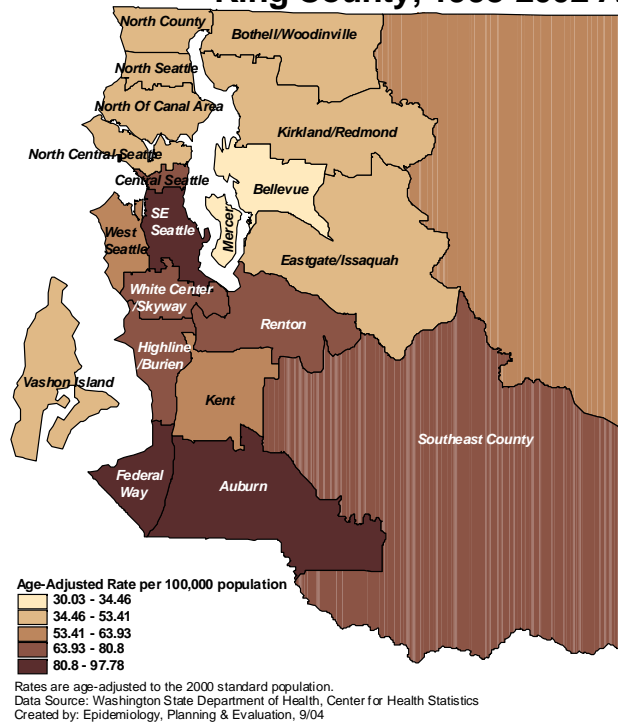 North County
Bothell/Woodinville
North Seattle
North Of Canal Area
Kirkland/Redmond
North Central Seattle
Central Seattle
Bellevue
SE
Seattle
Mercer
West
Seattle
Eastgate/Issaquah
White Center
/Skyway
Renton
Highline
/Burien
Vashon Island
Kent
Southeast County
Federal
Way
Auburn
Age-Adjusted Rate per 100,000 population
30.03 - 34.46
34.46 - 53.41
53.41 - 63.93
63.93 - 80.8
80.8 - 97.78
Rates are age-adjusted to the 2000 standard population.
Data Source: Washington State Department of Health, Center for Health Statistics
Created by: Epidemiology, Planning & Evaluation, 9/04